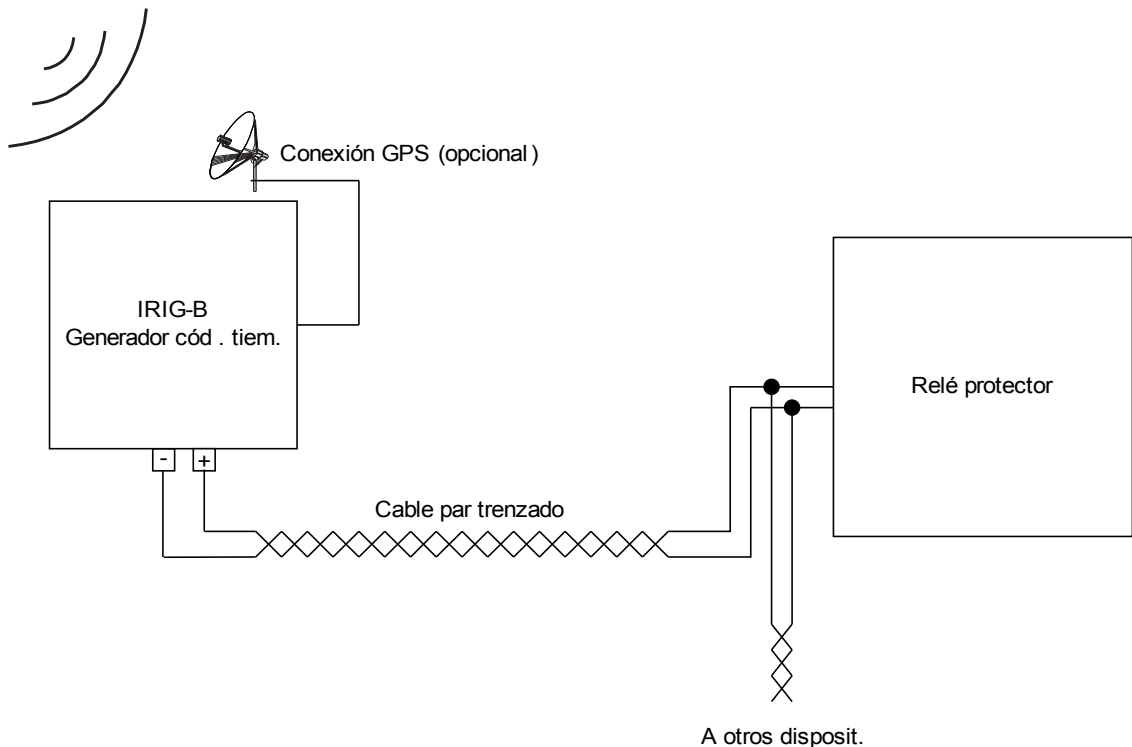 Conexión GPS (opcional)
IRIG-B
Generador cód . tiem.
Relé protector
- +
Cable par trenzado
A otros disposit.